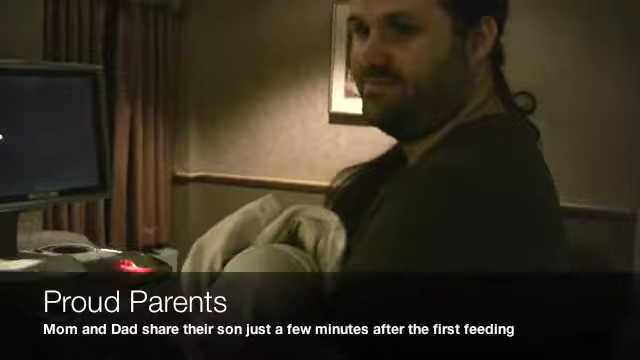 Proud Parents
Mom and Dad share their son just a few minutes after the first feeding